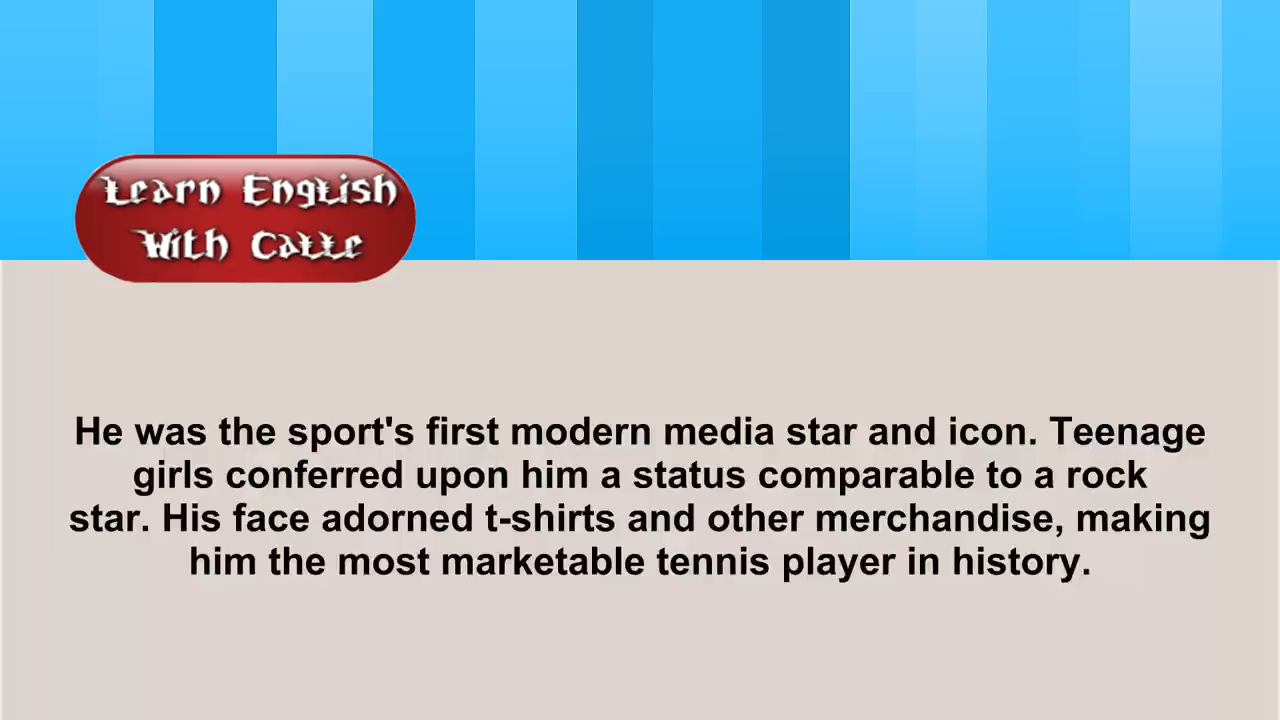 Learn English
With Calle
He was the sport's first modern media star and icon. Teenage
girls conferred upon him a status comparable to a rock
star. His face adorned t-shirts and other merchandise, making
him the most marketable tennis player in history.